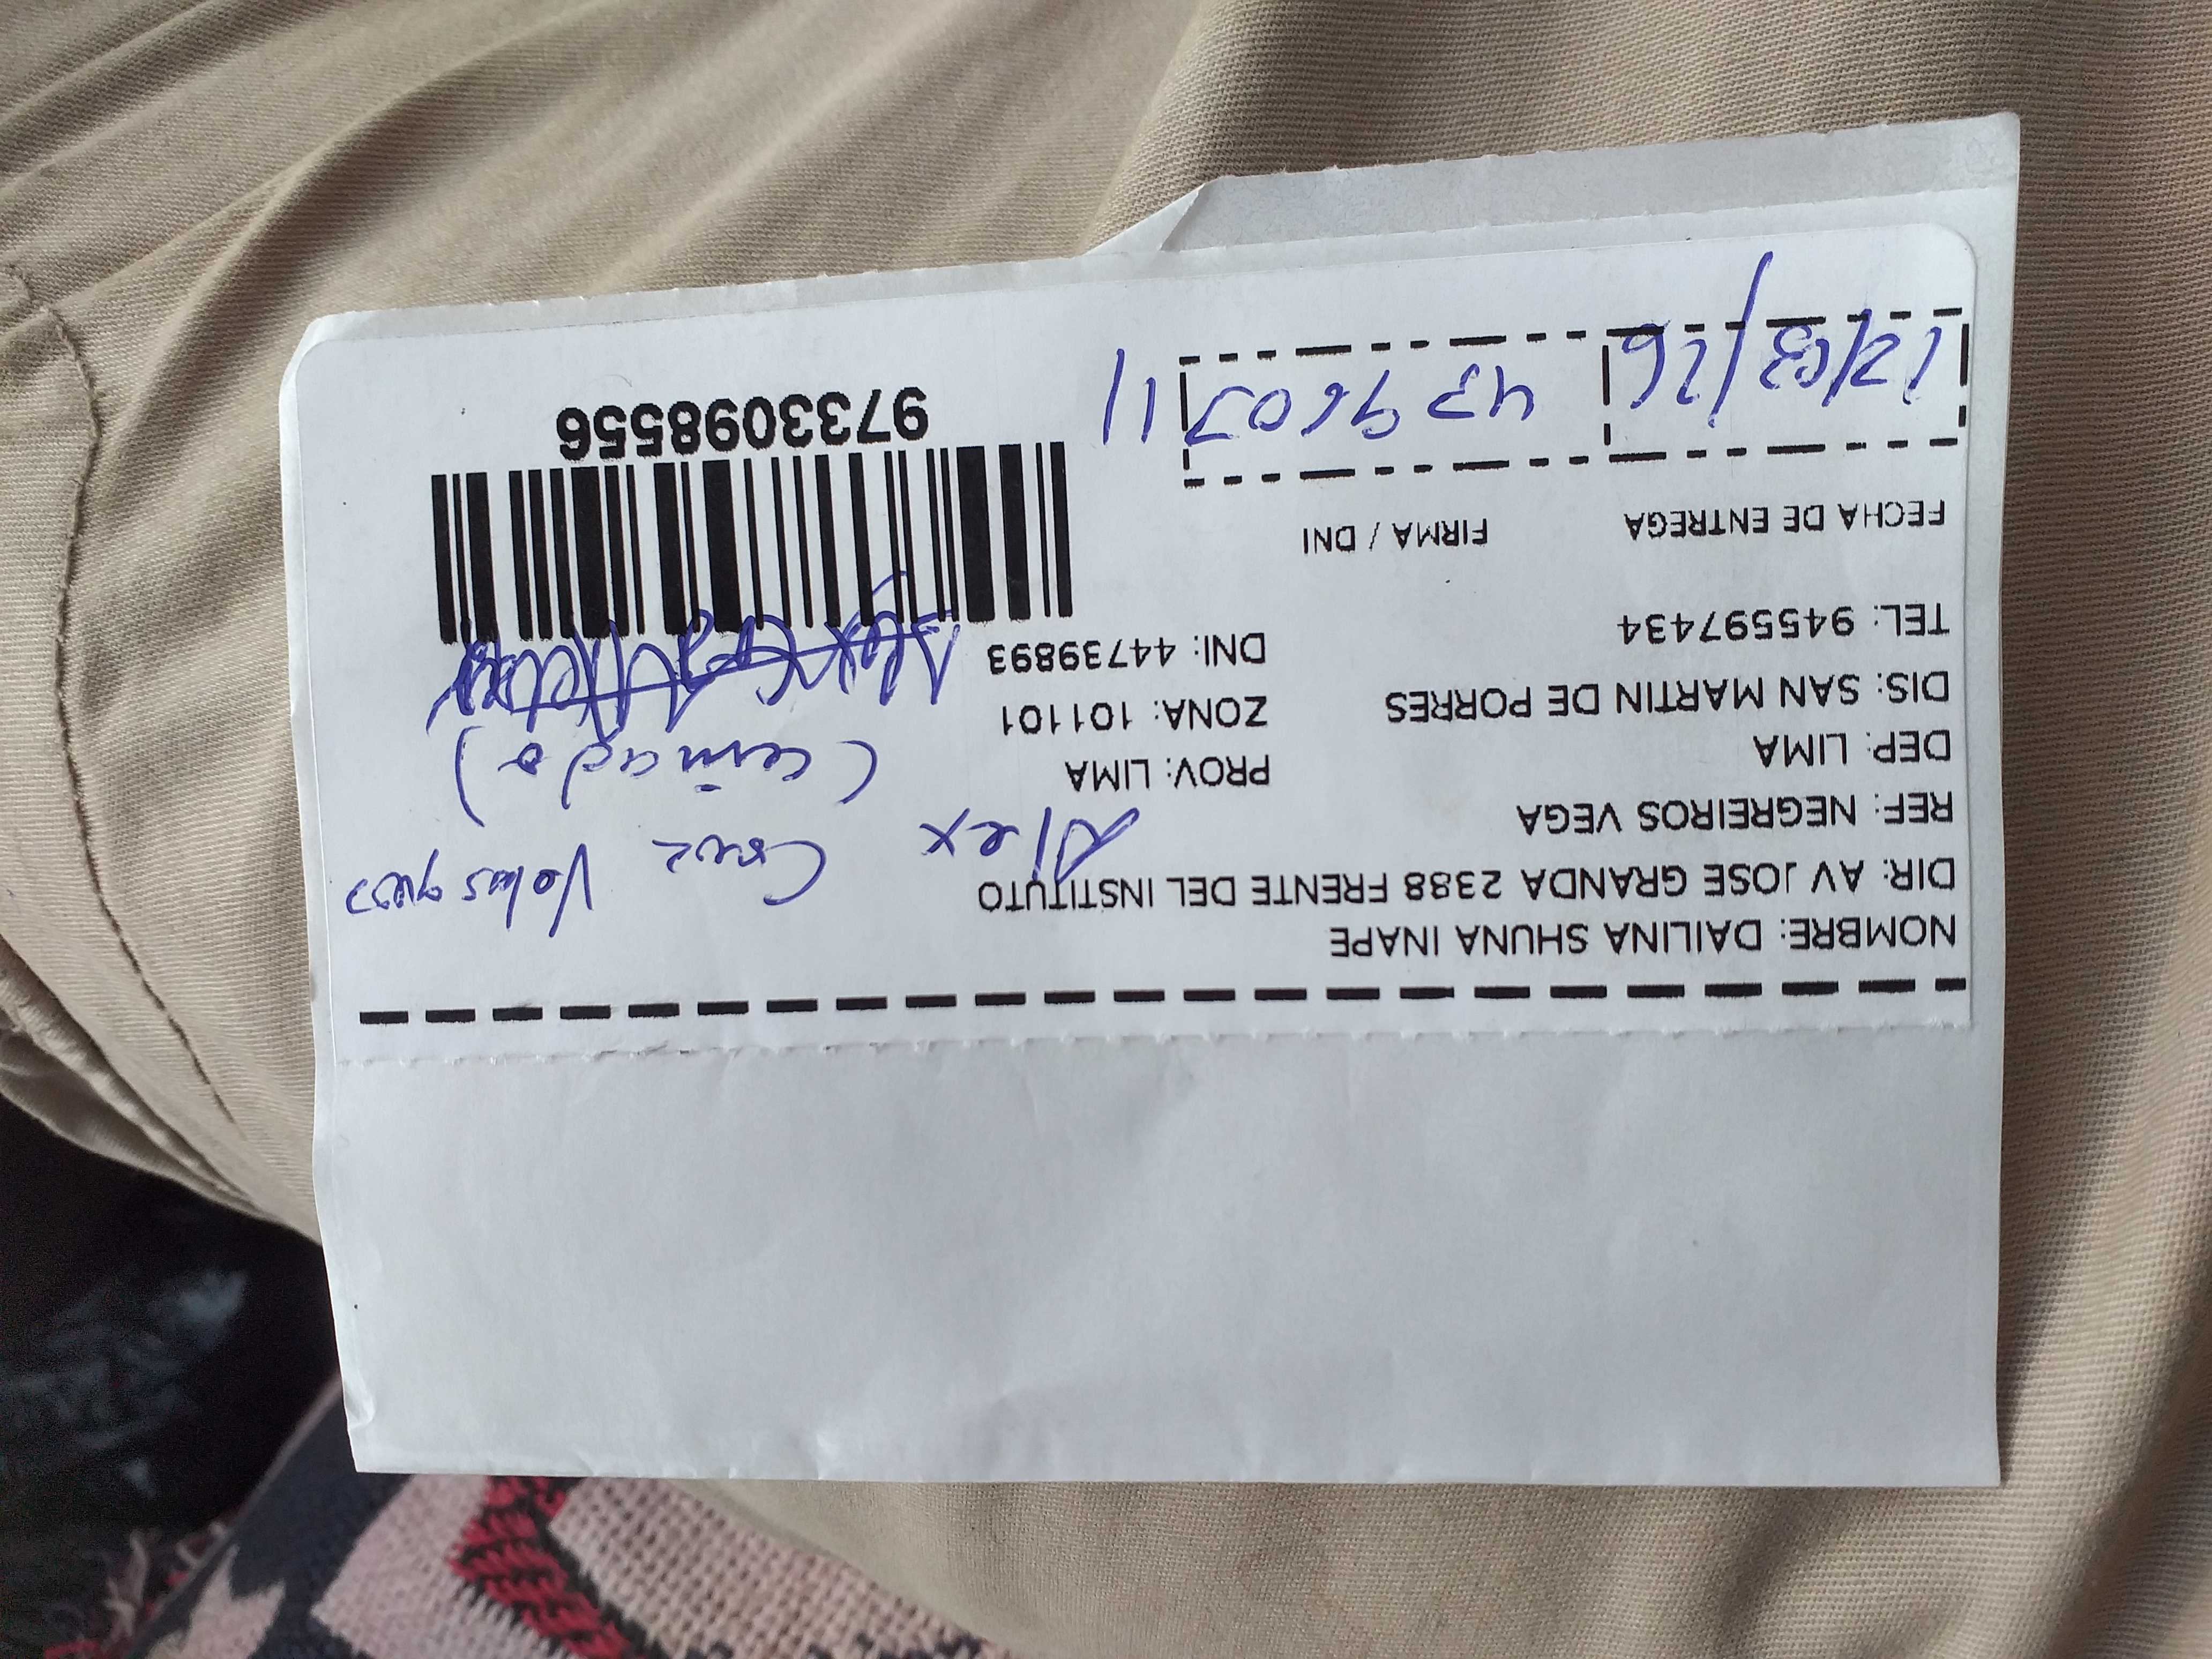 NOMBRE: DAILINA SHUNA INAPE
DIR: AV JOSE GRANDA 2388 FRENTE DEL INSTITUTO
Alex Cruz
REF: NEGREIROS VEGA
DEP: LIMA PROV: LIMA
(cuñado)
DIS: SAN MARTIN DE PORRES ZONA: 101101
TEL: 945597434 DNI: 44739893
FECHA DE ENTREGA FIRMA / DNI
12/03/26
9733098556